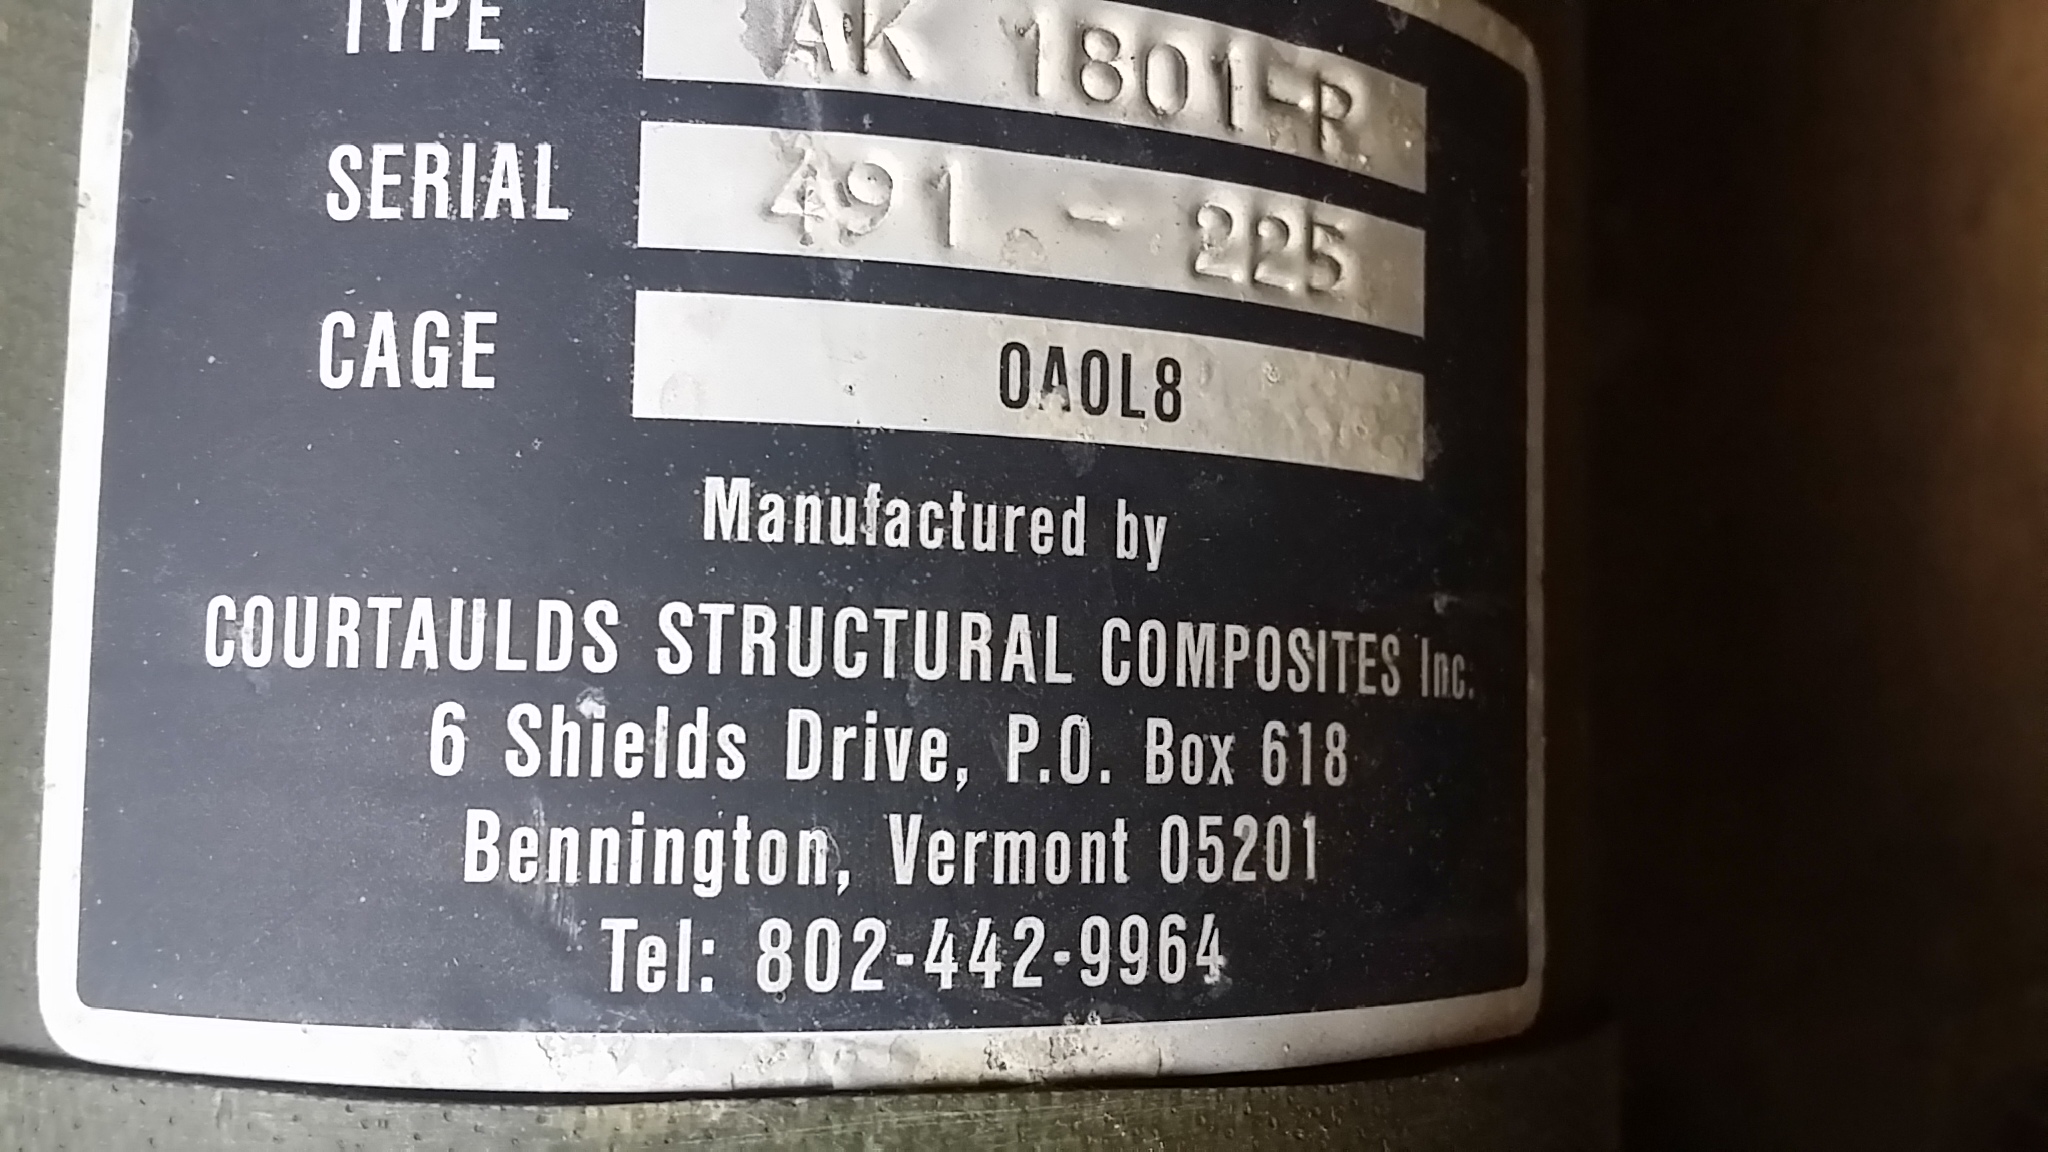 TYPE AK 1801-P
SERIAL 491 - 225
CAGE 0A0L8
Manufactured by
COURTAULDS STRUCTURAL COMPOSITES Inc.
6 Shields Drive, P.O. Box 618
Bennington, Vermont 05201
Tel: 802-442-9964